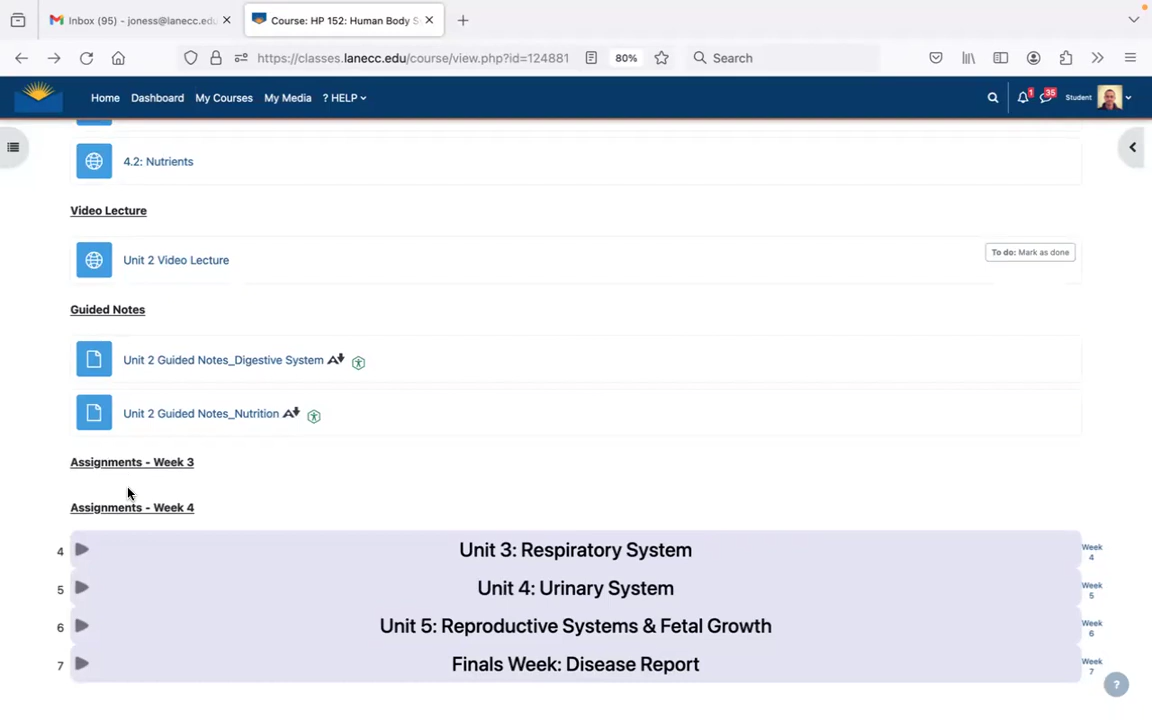 Inbox (95) - joness@lanecc.edu
Course: HP 152: Human Body S
https://classes.lanecc.edu/course/view.php?id=124881
80%
Search
Home
Dashboard
My Courses
My Media
? HELP
1
35
Student
4.2: Nutrients
Video Lecture
Unit 2 Video Lecture
To do: Mark as done
Guided Notes
Unit 2 Guided Notes_Digestive System
Unit 2 Guided Notes_Nutrition
Assignments - Week 3
Assignments - Week 4
4
Unit 3: Respiratory System
Week
4
5
Unit 4: Urinary System
Week
5
6
Unit 5: Reproductive Systems & Fetal Growth
Week
6
7
Finals Week: Disease Report
Week
7
?